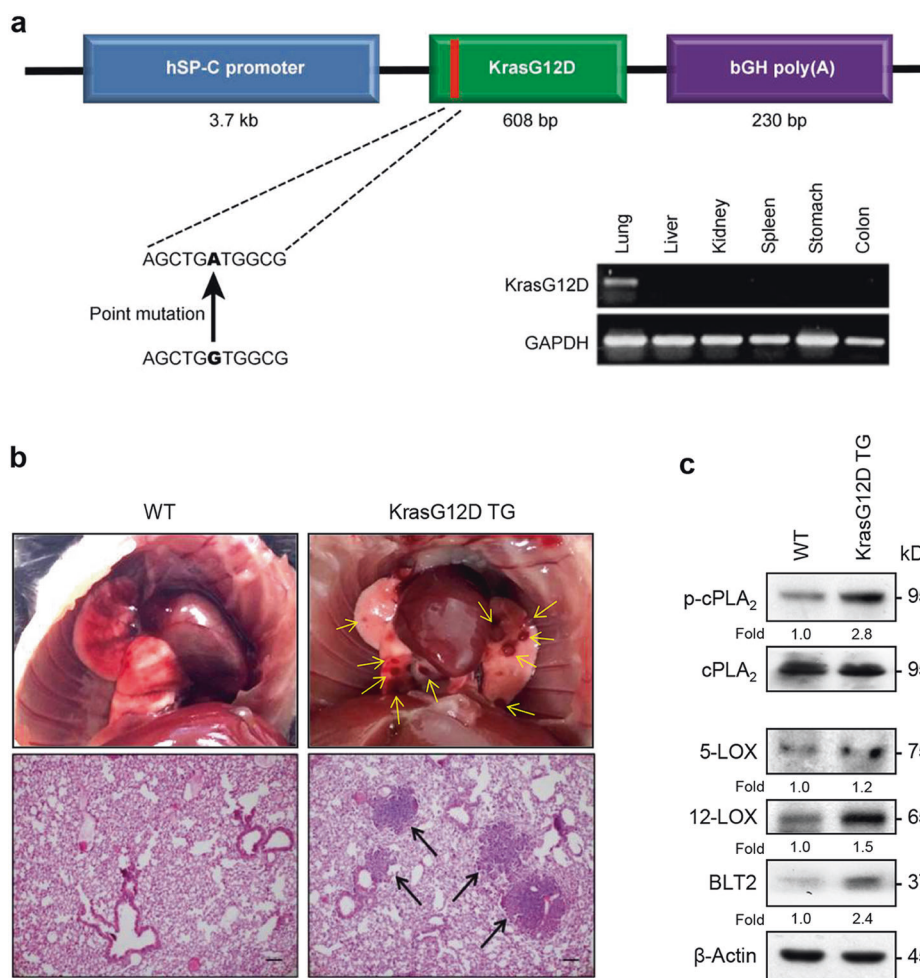 a
hSP-C promoter
KrasG12D
bGH poly(A)
3.7 kb
608 bp
230 bp
Lung
Liver
Kidney
Spleen
Stomach
Colon
AGCTGATGGCG
KrasG12D
Point mutation
GAPDH
AGCTGGTGGCG
b
c
WT
KrasG12D TG
WT
KrasG12D TG
p-cPLA2
Fold 1.0 2.8
cPLA2
5-LOX
Fold 1.0 1.2
12-LOX
Fold 1.0 1.5
BLT2
Fold 1.0 2.4
β-Actin